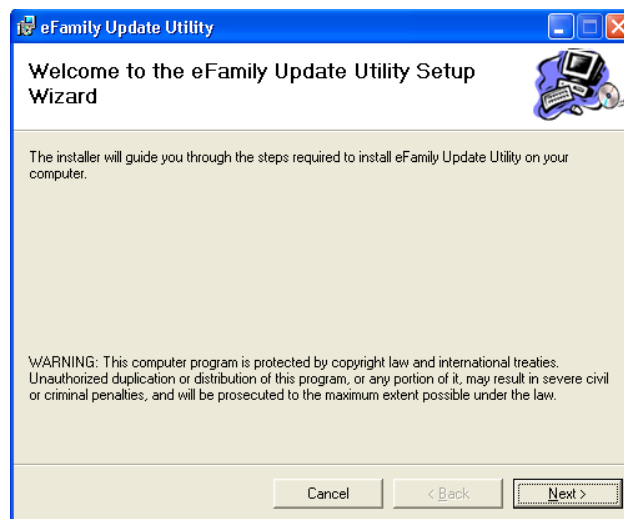 eFamily Update Utility
Welcome to the eFamily Update Utility Setup
Wizard
The installer will guide you through the steps required to install eFamily Update Utility on your
computer.
WARNING: This computer program is protected by copyright law and international treaties.
Unauthorized duplication or distribution of this program, or any portion of it, may result in severe civil
or criminal penalties, and will be prosecuted to the maximum extent possible under the law.
Cancel < Back Next >